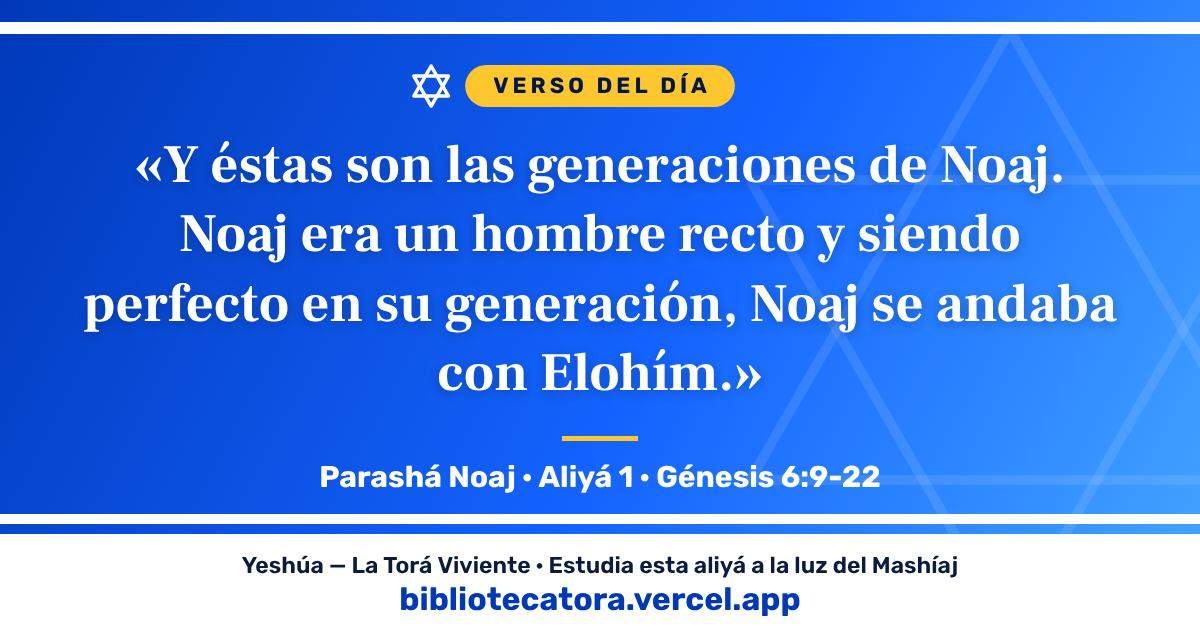 VERSO DEL DÍA
«Y éstas son las generaciones de Noaj.
Noaj era un hombre recto y siendo
perfecto en su generación, Noaj se andaba
con Elohím.»
Parashá Noaj • Aliyá 1 • Génesis 6:9-22
Yeshúa — La Torá Viviente • Estudia esta aliyá a la luz del Mashíaj
bibliotecatora.vercel.app